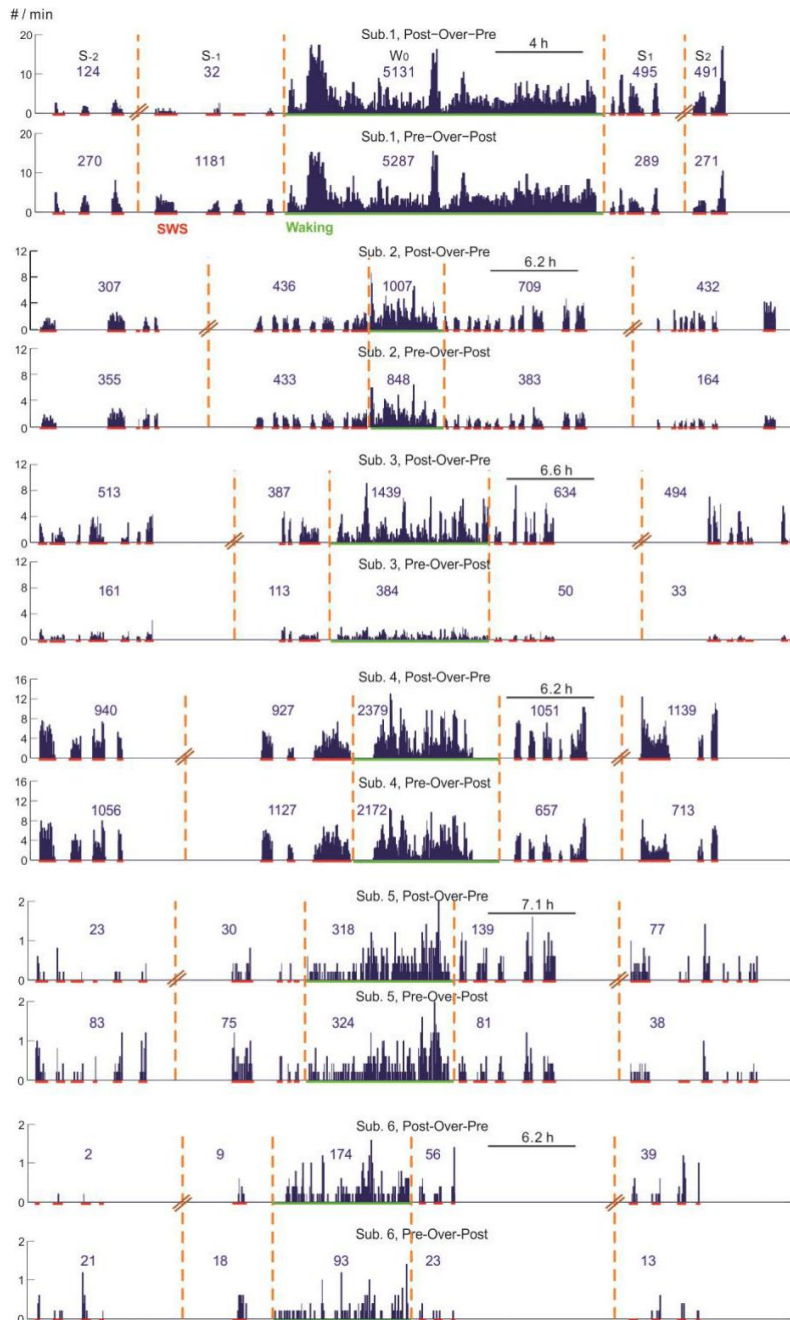 # / min
Sub.1, Post-Over-Pre
4 h
S-2 S-1 W0 S1 S2
124 32 5131 495 491
20
10
0
Sub.1, Pre-Over-Post
270 1181 5287 289 271
20
10
0
SWS Waking
Sub. 2, Post-Over-Pre
6.2 h
307 436 1007 709 432
12
8
4
0
Sub. 2, Pre-Over-Post
355 433 848 383 164
12
8
4
0
Sub. 3, Post-Over-Pre
6.6 h
513 387 1439 634 494
12
8
4
0
Sub. 3, Pre-Over-Post
161 113 384 50 33
12
8
4
0
Sub. 4, Post-Over-Pre
6.2 h
940 927 2379 1051 1139
16
12
8
4
0
Sub. 4, Pre-Over-Post
1056 1127 2172 657 713
16
12
8
4
0
Sub. 5, Post-Over-Pre
7.1 h
23 30 318 139 77
2
1
0
Sub. 5, Pre-Over-Post
83 75 324 81 38
2
1
0
Sub. 6, Post-Over-Pre
6.2 h
2 9 174 56 39
2
1
0
Sub. 6, Pre-Over-Post
21 18 93 23 13
2
1
0